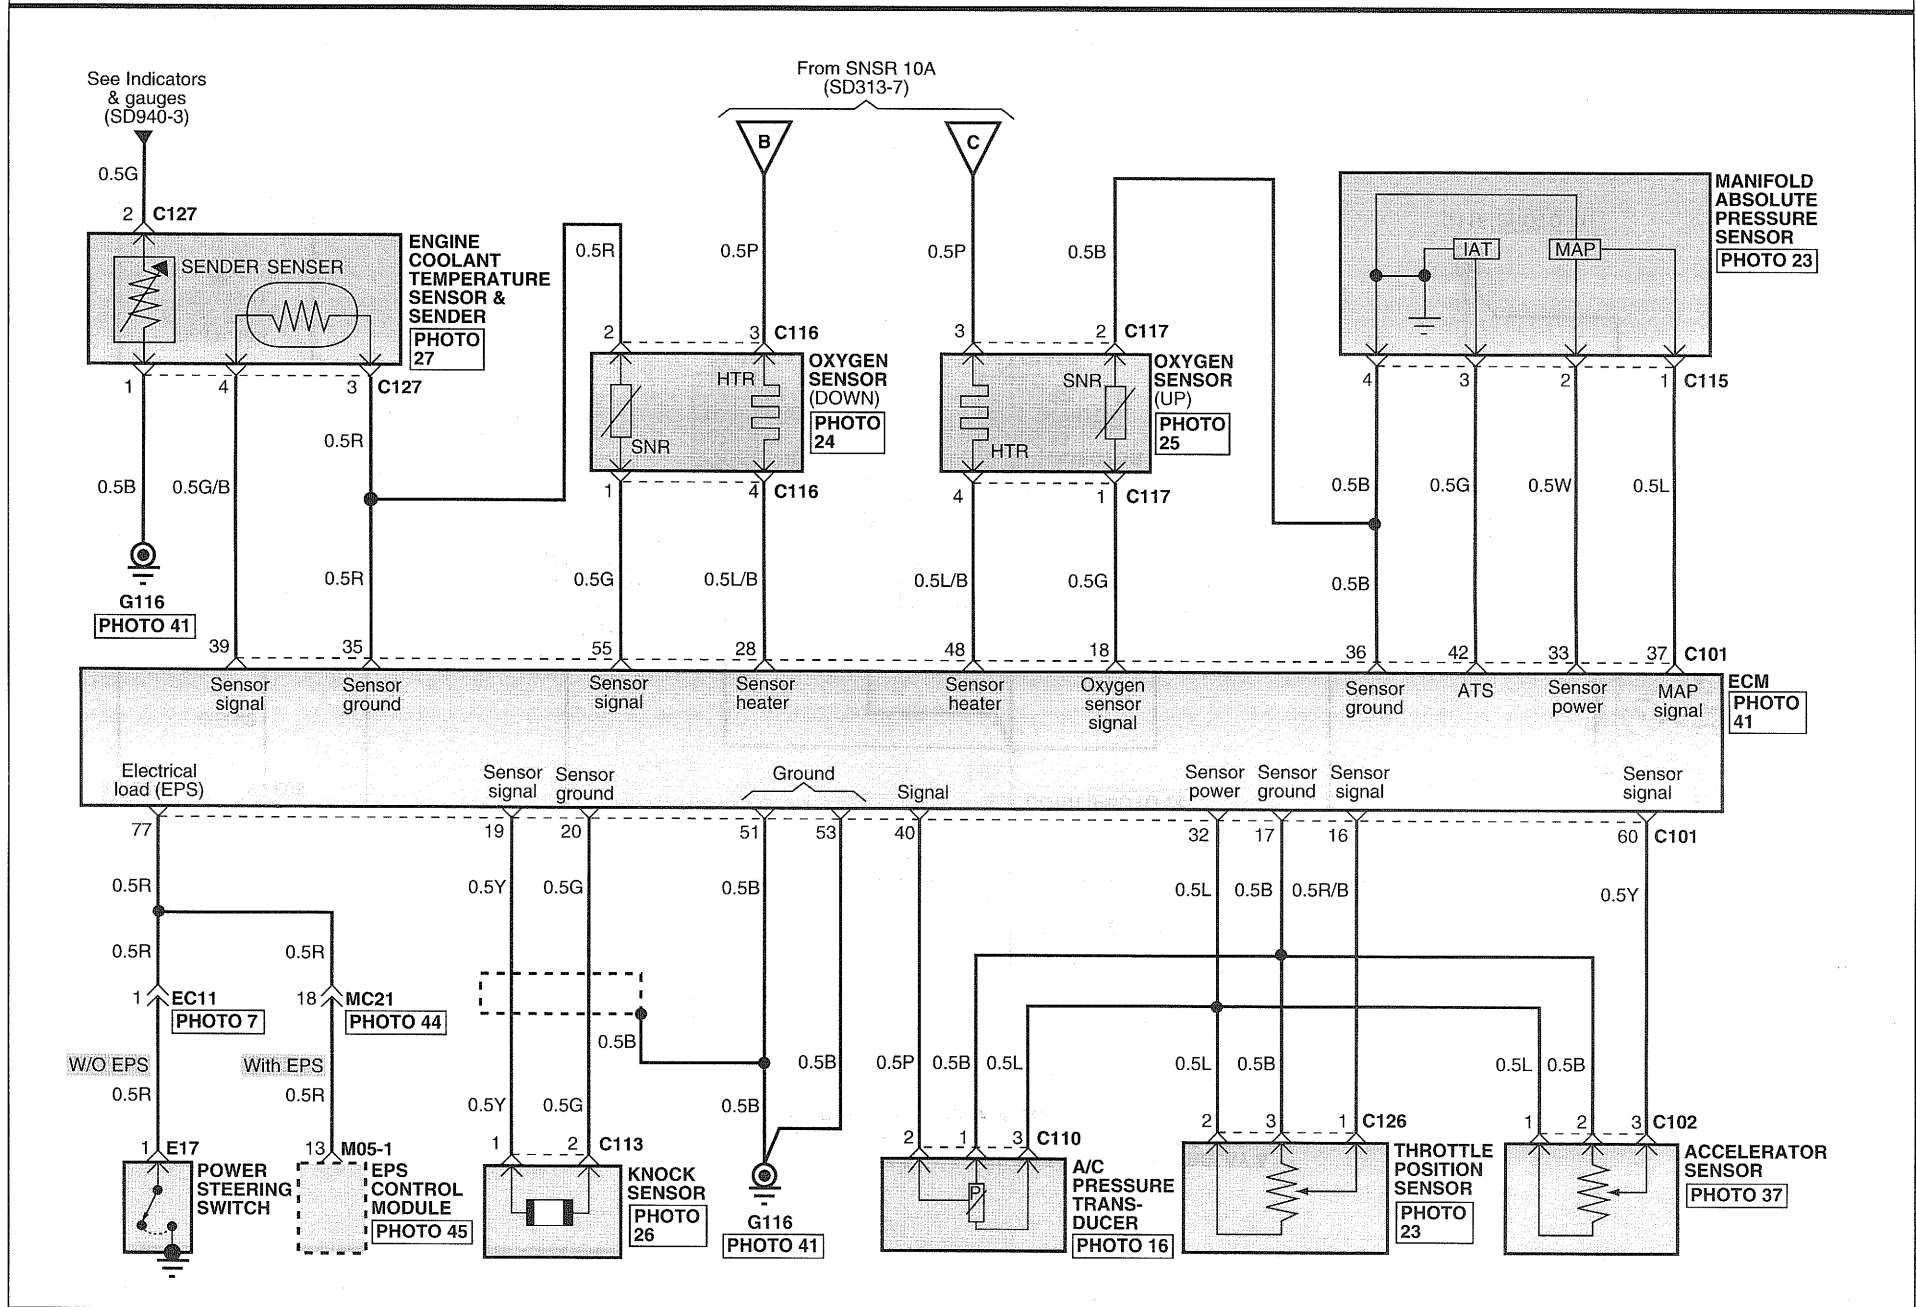 See Indicators
& gauges
(SD940-3)
0.5G
2 C127
SENDER SENSER
ENGINE
COOLANT
TEMPERATURE
SENSOR &
SENDER
PHOTO
27
1 4 3 C127
0.5B 0.5G/B 0.5R
0.5R
G116
PHOTO 41
From SNSR 10A
(SD313-7)
B C
0.5R 0.5P 0.5P 0.5B
2 3 C116
HTR
SNR
OXYGEN
SENSOR
(DOWN)
PHOTO
24
1 4 C116
0.5G 0.5L/B
3 2 C117
SNR
HTR
OXYGEN
SENSOR
(UP)
PHOTO
25
4 1 C117
0.5L/B 0.5G
IAT MAP
MANIFOLD
ABSOLUTE
PRESSURE
SENSOR
PHOTO 23
4 3 2 1 C115
0.5B 0.5G 0.5W 0.5L
0.5B
39 35 55 28 48 18 36 42 33 37 C101
Sensor
signal
Sensor
ground
Sensor
signal
Sensor
heater
Sensor
heater
Oxygen
sensor
signal
Sensor
ground
ATS
Sensor
power
MAP
signal
ECM
PHOTO
41
Electrical
load (EPS)
Sensor
signal
Sensor
ground
Ground
Signal
Sensor
power
Sensor
ground
Sensor
signal
Sensor
signal
77 19 20 51 53 40 32 17 16 60 C101
0.5R 0.5Y 0.5G 0.5B 0.5L 0.5B 0.5R/B 0.5Y
0.5R 0.5R
1 EC11
PHOTO 7
18 MC21
PHOTO 44
W/O EPS With EPS
0.5R 0.5R
1 E17
POWER
STEERING
SWITCH
13 M05-1
EPS
CONTROL
MODULE
PHOTO 45
0.5B
0.5Y 0.5G 0.5B 0.5B
1 2 C113
KNOCK
SENSOR
PHOTO
26
G116
PHOTO 41
0.5P 0.5B 0.5L
2 1 3 C110
P
A/C
PRESSURE
TRANS-
DUCER
PHOTO 16
0.5L 0.5B
2 3 1 C126
THROTTLE
POSITION
SENSOR
PHOTO
23
0.5L 0.5B
1 2 3 C102
ACCELERATOR
SENSOR
PHOTO 37